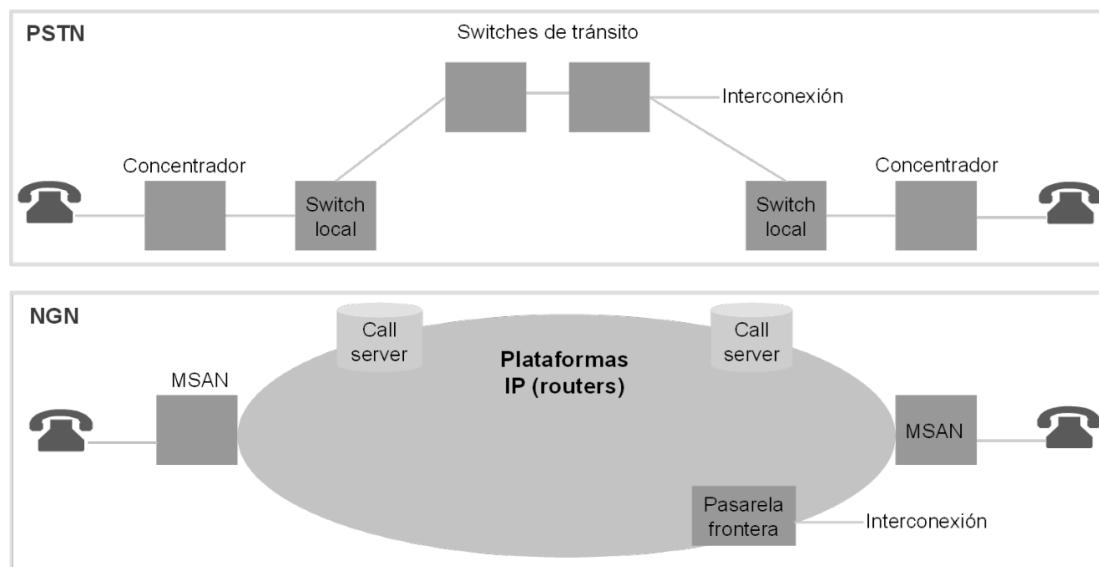 PSTN
Switches de tránsito
Interconexión
Concentrador
Concentrador
Switch
local
Switch
local
NGN
Call
server
Call
server
Plataformas
IP (routers)
MSAN
MSAN
Pasarela
frontera
Interconexión